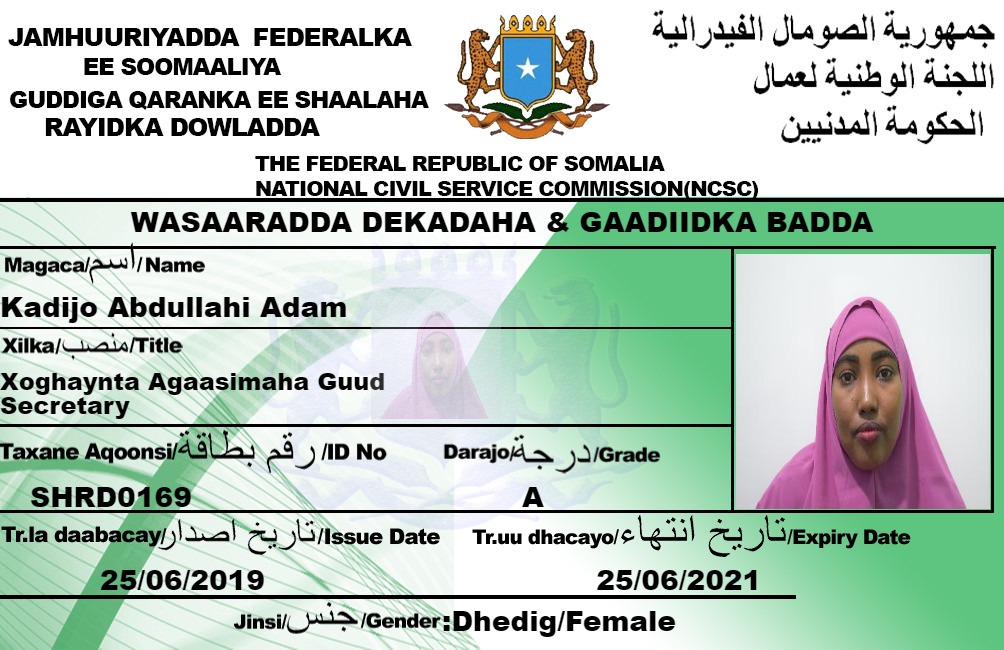 JAMHUURIYADDA FEDERALKA
EE SOOMAALIYA
GUDDIGA QARANKA EE SHAALAHA
RAYIDKA DOWLADDA
جمهورية الصومال الفيدرالية
اللجنة الوطنية لعمال
الحكومة المدنيين
THE FEDERAL REPUBLIC OF SOMALIA
NATIONAL CIVIL SERVICE COMMISSION(NCSC)
WASAARADDA DEKADAHA & GAADIIDKA BADDA
Magaca/اسم/Name
Kadijo Abdullahi Adam
Xilka/منصب/Title
Xoghaynta Agaasimaha Guud
Secretary
Taxane Aqoonsi/رقم بطاقة/ID No
Darajo/درجة/Grade
SHRD0169
A
Tr.la daabacay/تاريخ اصدار/Issue Date
Tr.uu dhacayo/تاريخ انتهاء/Expiry Date
25/06/2019
25/06/2021
Jinsi/جنس/Gender:Dhedig/Female